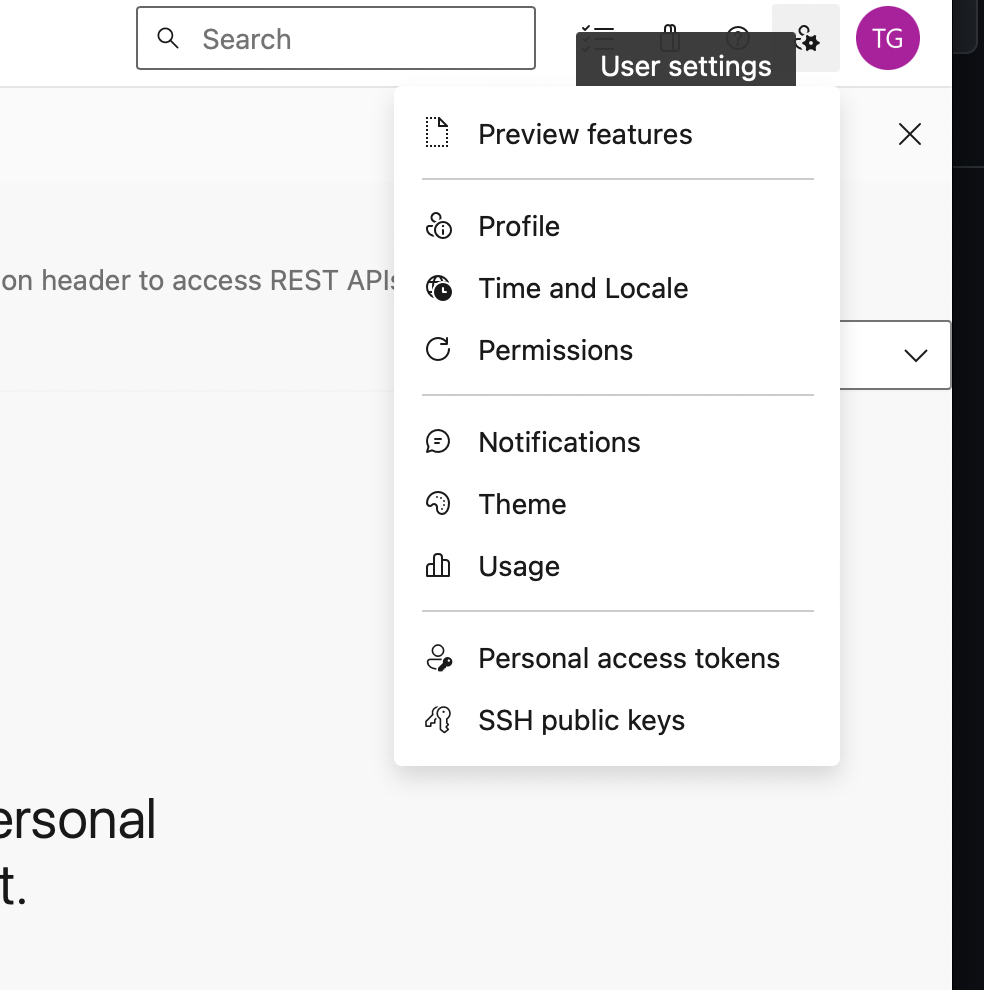 Search
TG
User settings
Preview features
Profile
on header to access REST APIs
Time and Locale
Permissions
Notifications
Theme
Usage
Personal access tokens
SSH public keys
ersonal
t.